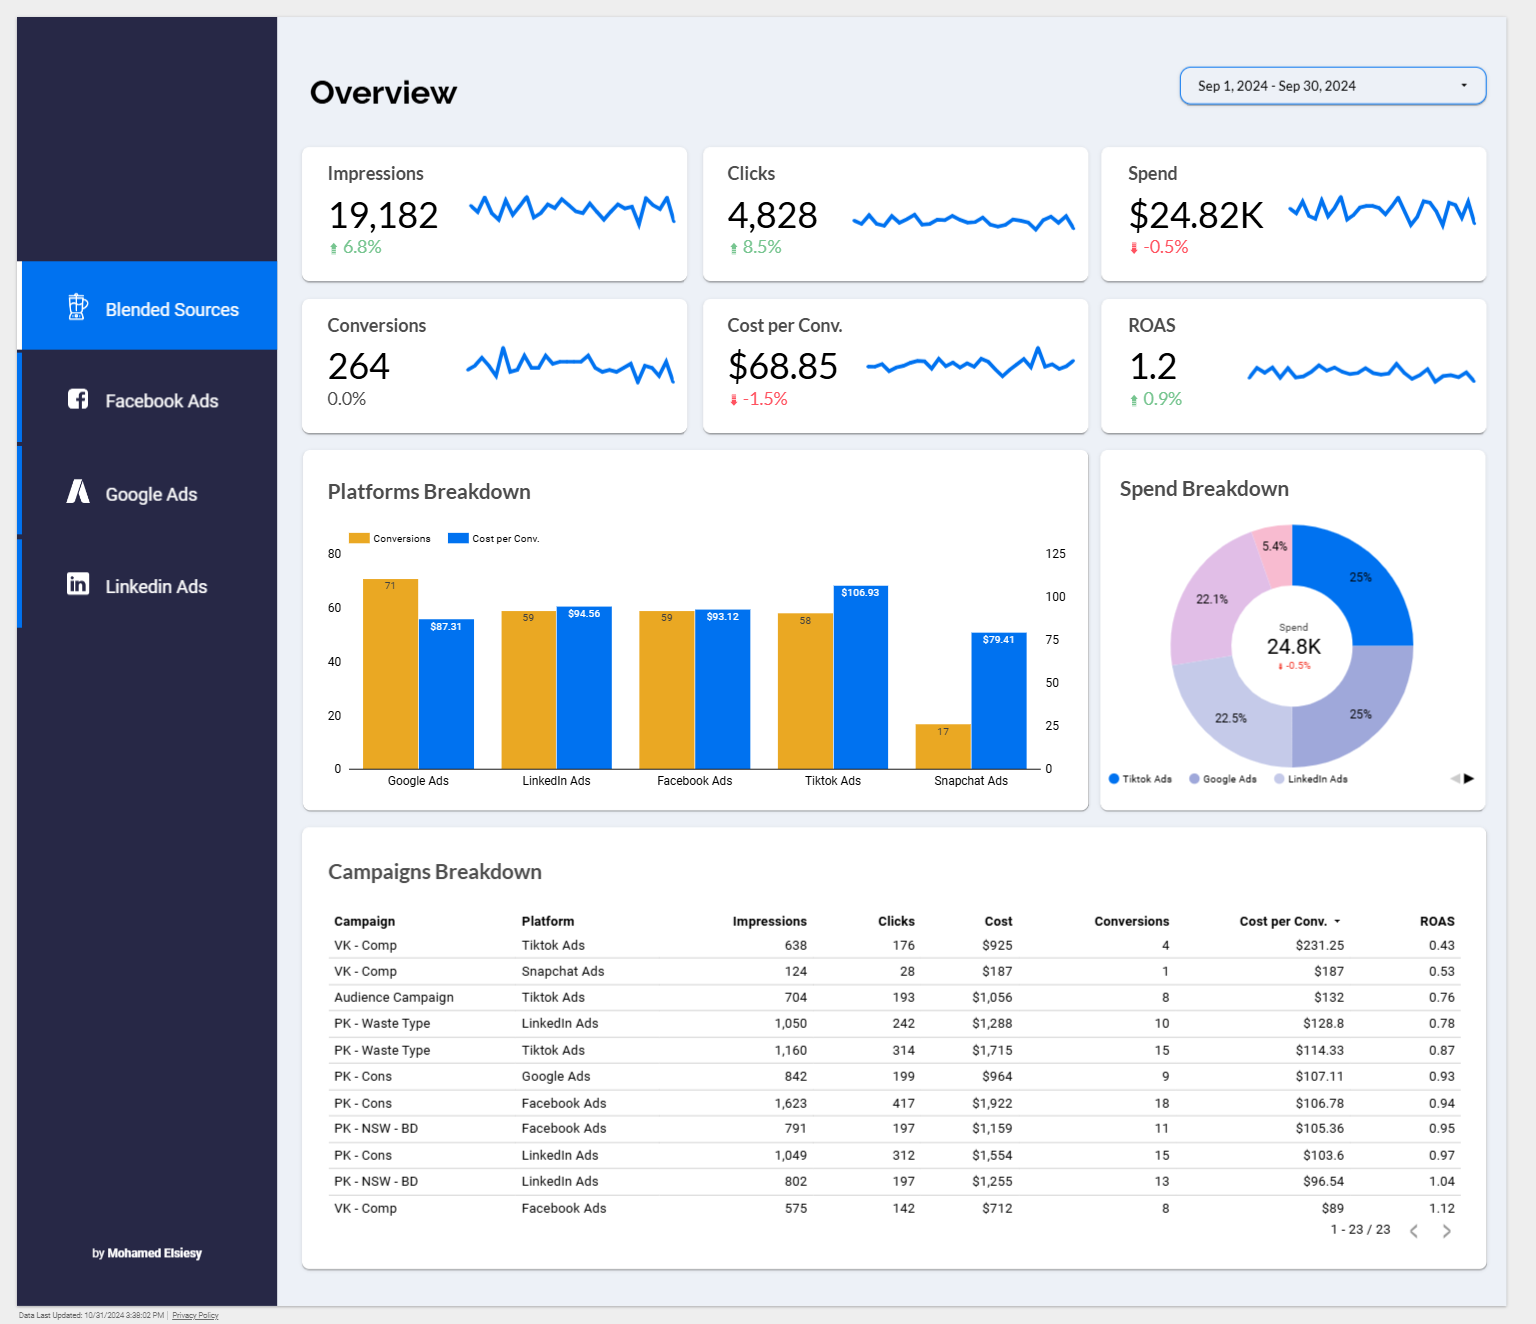 Overview
Sep 1, 2024 - Sep 30, 2024
Blended Sources
Facebook Ads
Google Ads
Linkedin Ads
by Mohamed Elsiesy
Impressions
19,182
6.8%
Clicks
4,828
8.5%
Spend
$24.82K
-0.5%
Conversions
264
0.0%
Cost per Conv.
$68.85
-1.5%
ROAS
1.2
0.9%
Platforms Breakdown
Conversions Cost per Conv.
80 125
60 100
40 75
20 50
0 25
0
71 $87.31 59 $94.56 59 $93.12 58 $106.93 17 $79.41
Google Ads LinkedIn Ads Facebook Ads Tiktok Ads Snapchat Ads
Spend Breakdown
5.4%
25%
22.1%
Spend
24.8K
-0.5%
22.5%
25%
Tiktok Ads Google Ads LinkedIn Ads
Campaigns Breakdown
Campaign Platform Impressions Clicks Cost Conversions Cost per Conv. ROAS
VK - Comp Tiktok Ads 638 176 $925 4 $231.25 0.43
VK - Comp Snapchat Ads 124 28 $187 1 $187 0.53
Audience Campaign Tiktok Ads 704 193 $1,056 8 $132 0.76
PK - Waste Type LinkedIn Ads 1,050 242 $1,288 10 $128.8 0.78
PK - Waste Type Tiktok Ads 1,160 314 $1,715 15 $114.33 0.87
PK - Cons Google Ads 842 199 $964 9 $107.11 0.93
PK - Cons Facebook Ads 1,623 417 $1,922 18 $106.78 0.94
PK - NSW - BD Facebook Ads 791 197 $1,159 11 $105.36 0.95
PK - Cons LinkedIn Ads 1,049 312 $1,554 15 $103.6 0.97
PK - NSW - BD LinkedIn Ads 802 197 $1,255 13 $96.54 1.04
VK - Comp Facebook Ads 575 142 $712 8 $89 1.12
1 - 23 / 23
Data Last Updated: 10/31/2024 3:38:02 PM | Privacy Policy